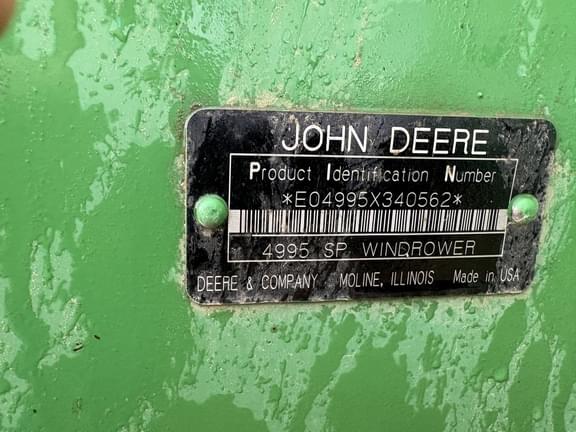 JOHN DEERE
Product Identification Number
*E04995X340562*
4995 SP WINDROWER
DEERE & COMPANY MOLINE, ILLINOIS Made in USA